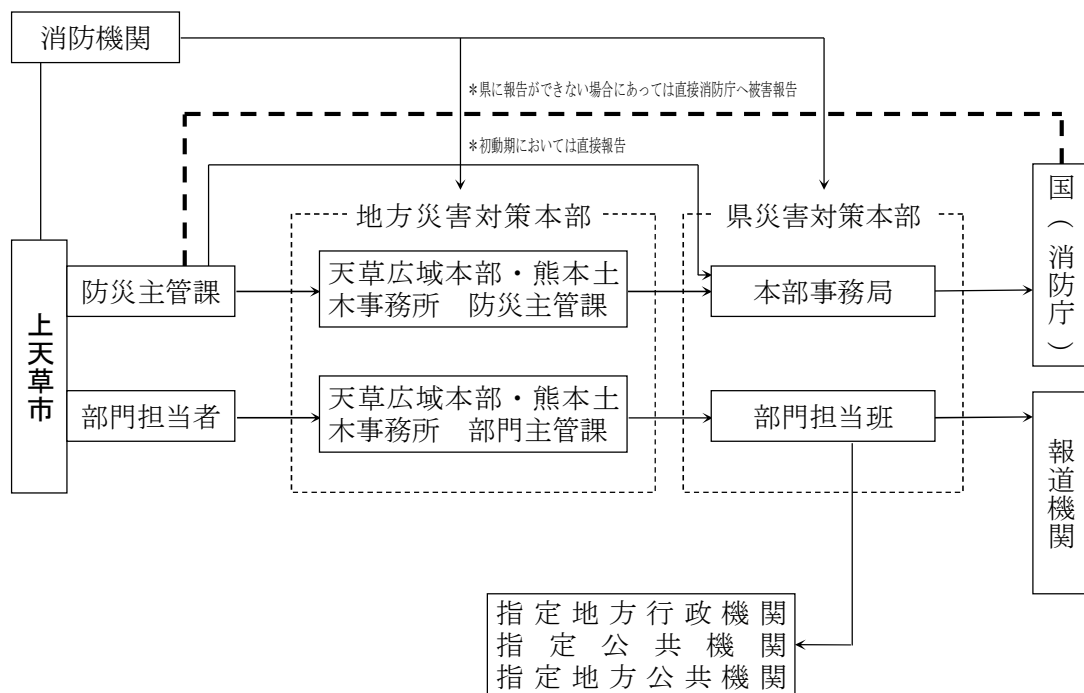 消防機関
＊県に報告ができない場合にあっては直接消防庁へ被害報告
＊初動期においては直接報告
地方災害対策本部
県災害対策本部
国（消防庁）
上天草市
防災主管課
天草広域本部・熊本土
木事務所　防災主管課
本部事務局
部門担当者
天草広域本部・熊本土
木事務所　部門主管課
部門担当班
報道機関
指定地方行政機関
指定公共機関
指定地方公共機関